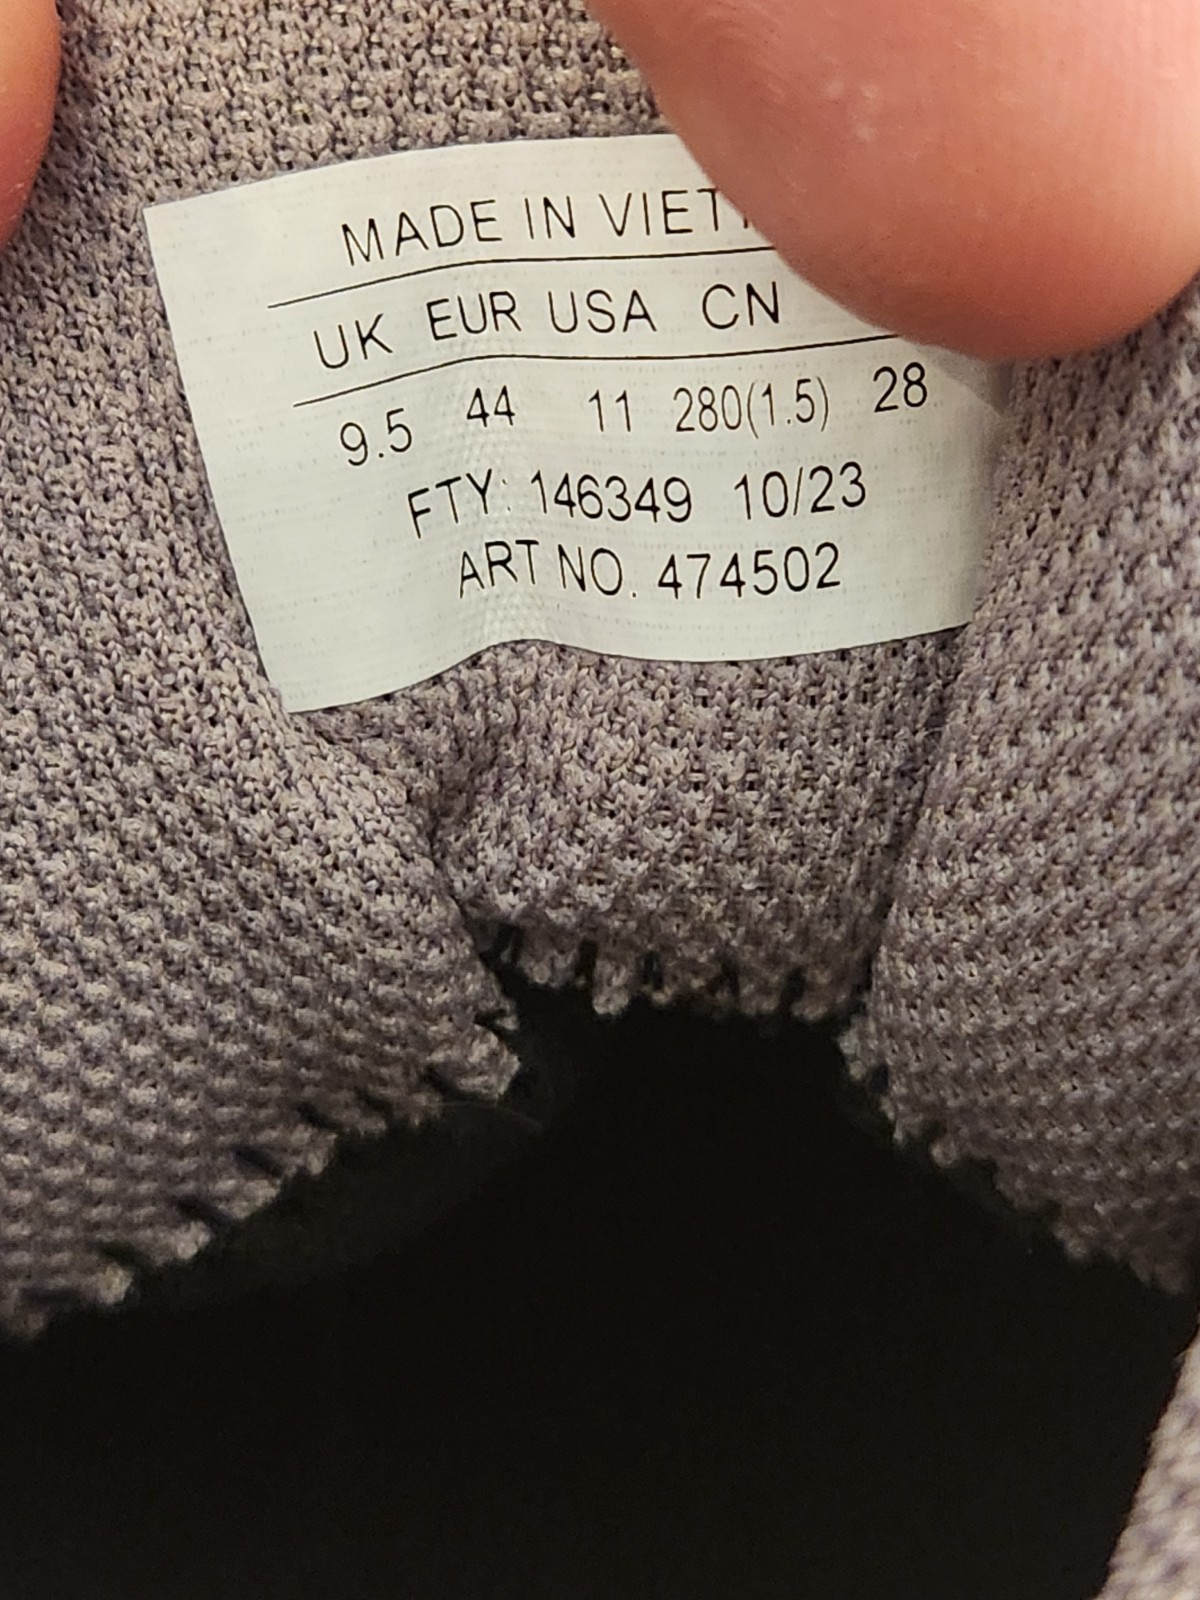 MADE IN
UK EUR USA CN
9.5 44 11 280(1.5) 28
FTY: 146349 10/23
ART NO. 474502